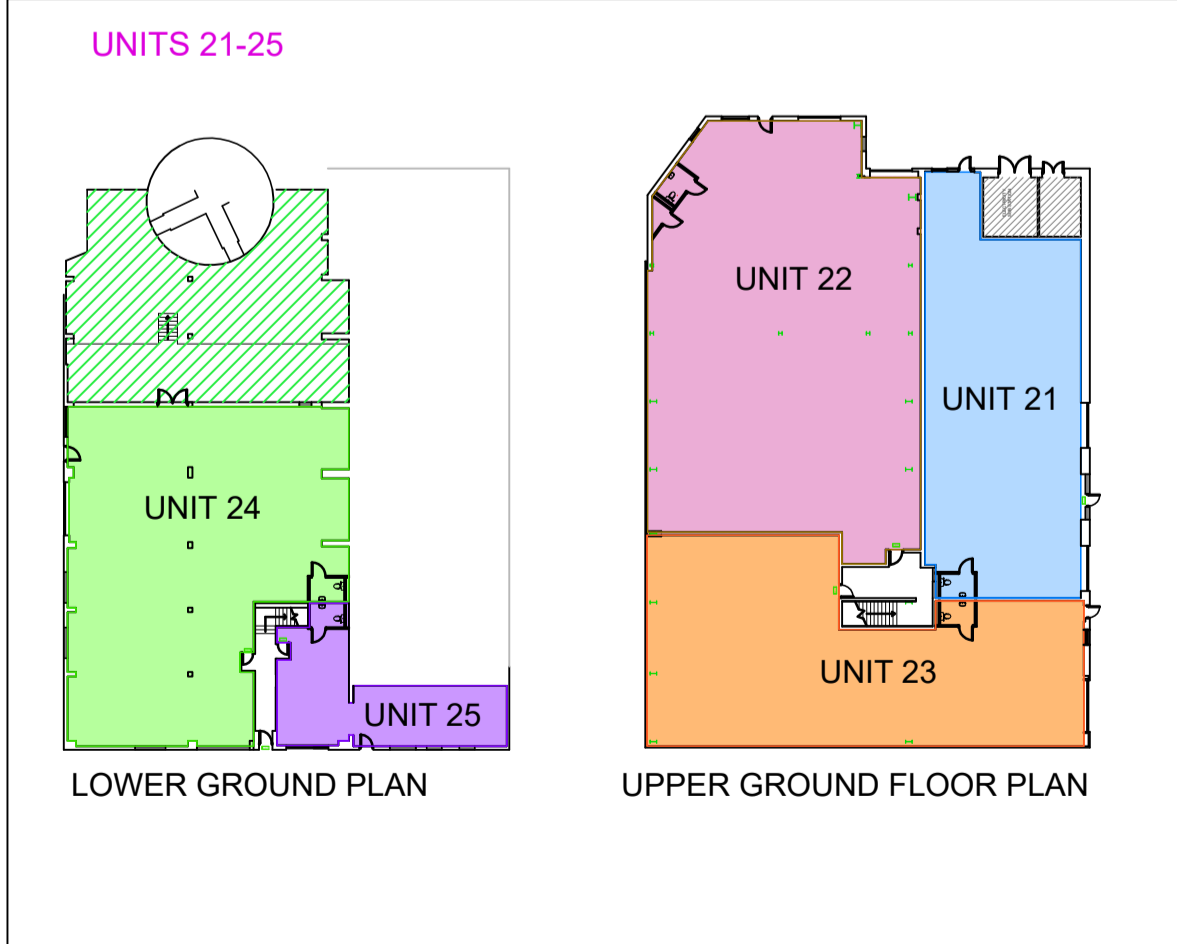 UNITS 21-25
UNIT 22
UNIT 21
UNIT 24
UNIT 23
UNIT 25
LOWER GROUND PLAN
UPPER GROUND FLOOR PLAN